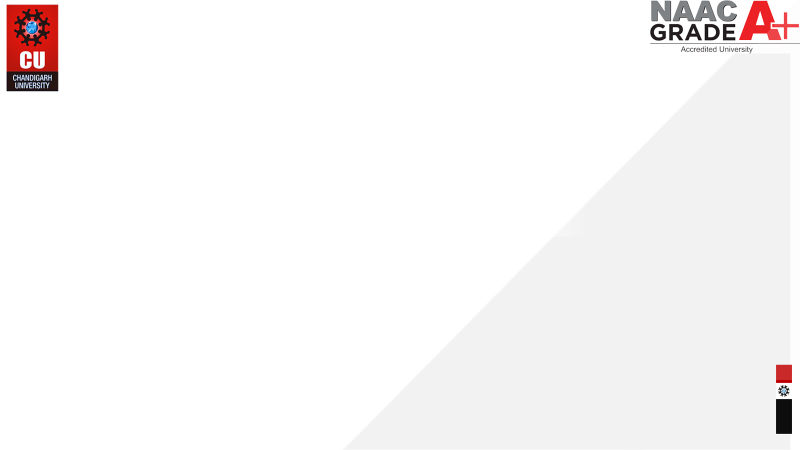 CU
CHANDIGARH
UNIVERSITY
NAAC
GRADE A+
Accredited University